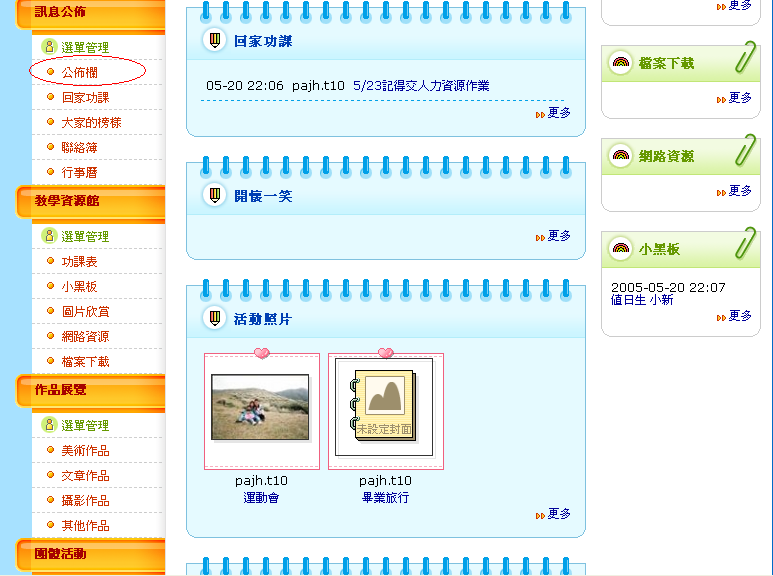 訊息公佈
選單管理
公佈欄
回家功課
大家的榜樣
聯絡簿
行事曆
教學資源館
選單管理
功課表
小黑板
圖片欣賞
網路資源
檔案下載
作品展覽
選單管理
美術作品
文章作品
攝影作品
其他作品
團體活動
回家功課
05-20 22:06 pajh.t10 5/23記得交人力資源作業
更多
開懷一笑
更多
活動照片
未設定封面
pajh.t10
運動會
pajh.t10
畢業旅行
更多
更多
檔案下載
更多
網路資源
更多
小黑板
2005-05-20 22:07
值日生 小新
更多